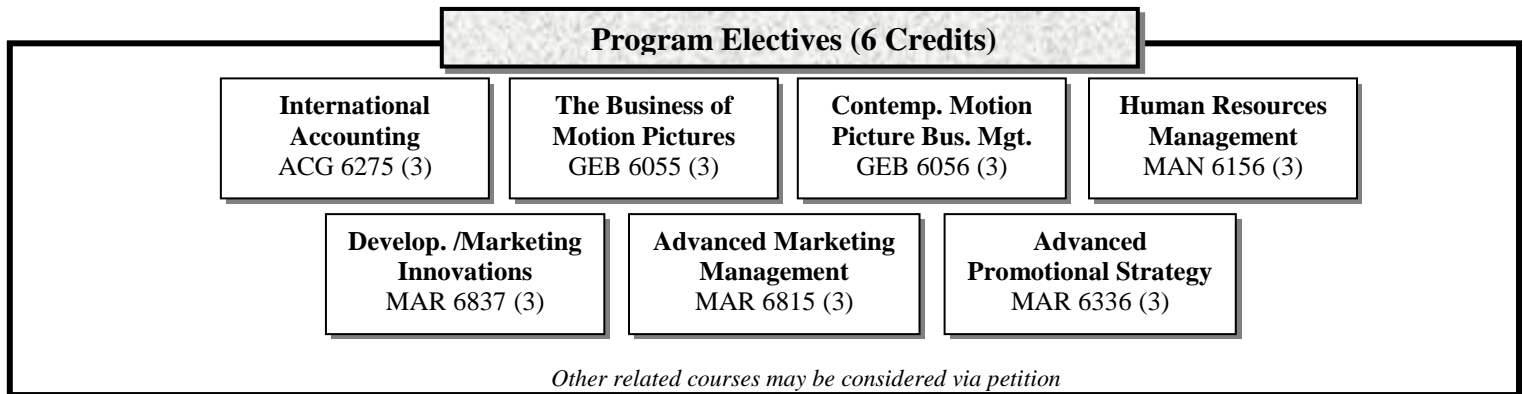 Program Electives (6 Credits)
International
Accounting
ACG 6275 (3)
The Business of
Motion Pictures
GEB 6055 (3)
Contemp. Motion
Picture Bus. Mgt.
GEB 6056 (3)
Human Resources
Management
MAN 6156 (3)
Develop. /Marketing
Innovations
MAR 6837 (3)
Advanced Marketing
Management
MAR 6815 (3)
Advanced
Promotional Strategy
MAR 6336 (3)
Other related courses may be considered via petition